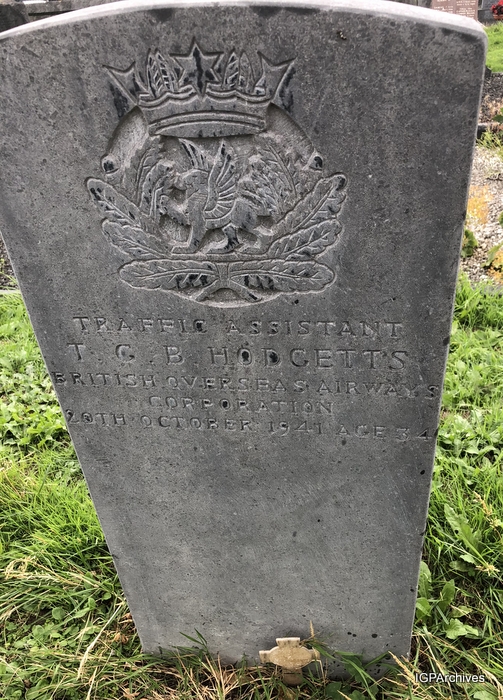 TRAFFIC ASSISTANT
T. G. B. HODGETTS
BRITISH OVERSEAS AIRWAYS
CORPORATION
20TH OCTOBER 1941 AGE 34
IGPArchives